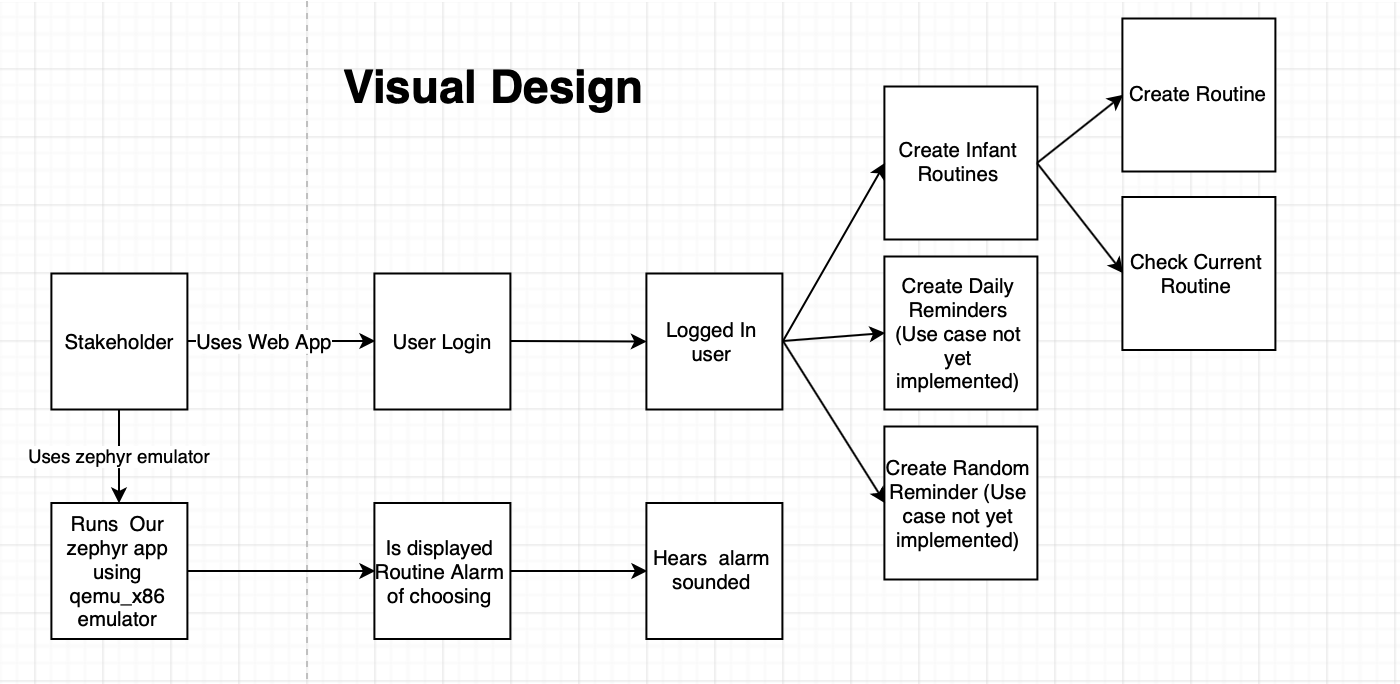 Visual Design
Create Routine
Create Infant
Routines
Check Current
Routine
Stakeholder
Uses Web App
User Login
Logged In
user
Create Daily
Reminders
(Use case not
yet
implemented)
Uses zephyr emulator
Create Random
Reminder (Use
case not yet
implemented)
Runs  Our
zephyr app
using
qemu_x86
emulator
Is displayed
Routine Alarm
of choosing
Hears  alarm
sounded